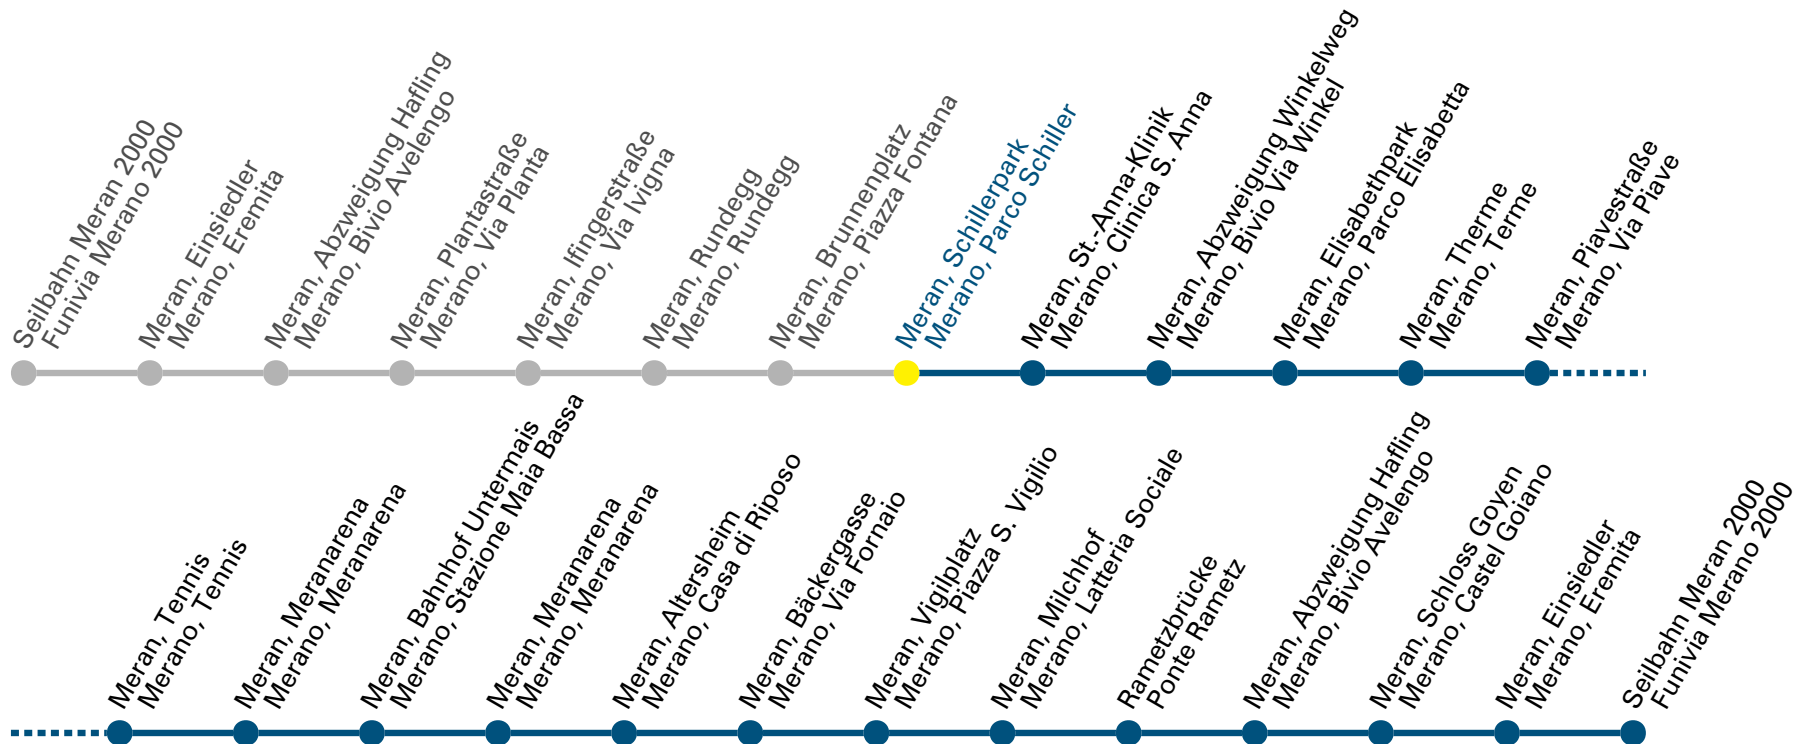 Seilbahn Meran 2000
Funivia Merano 2000
Meran, Einsiedler
Merano, Eremita
Meran, Abzweigung Hafling
Merano, Bivio Avelengo
Meran, Plantastraße
Merano, Via Planta
Meran, Ifingerstraße
Merano, Via Ivigna
Meran, Rundegg
Merano, Rundegg
Meran, Brunnenplatz
Merano, Piazza Fontana
Meran, Schillerpark
Merano, Parco Schiller
Meran, St.-Anna-Klinik
Merano, Clinica S. Anna
Meran, Abzweigung Winkelweg
Merano, Bivio Via Winkel
Meran, Elisabethpark
Merano, Parco Elisabetta
Meran, Therme
Merano, Terme
Meran, Piavestraße
Merano, Via Piave
Meran, Tennis
Merano, Tennis
Meran, Meranarena
Merano, Meranarena
Meran, Bahnhof Untermais
Merano, Stazione Maia Bassa
Meran, Meranarena
Merano, Meranarena
Meran, Altersheim
Merano, Casa di Riposo
Meran, Bäckergasse
Merano, Via Fornaio
Meran, Vigilplatz
Merano, Piazza S. Vigilio
Meran, Milchhof
Merano, Latteria Sociale
Rametzbrücke
Ponte Rametz
Meran, Abzweigung Hafling
Merano, Bivio Avelengo
Meran, Schloss Goyen
Merano, Castel Goiano
Meran, Einsiedler
Merano, Eremita
Seilbahn Meran 2000
Funivia Merano 2000